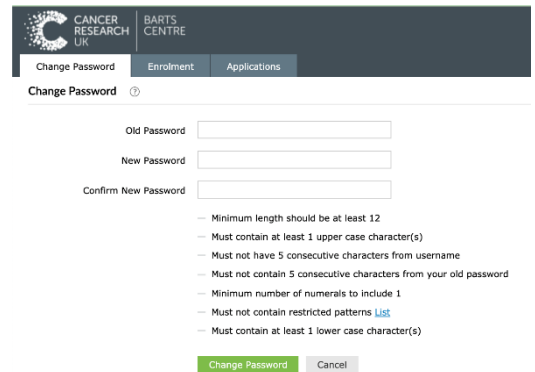 CANCER
RESEARCH
UK
BARTS
CENTRE
Change Password Enrolment Applications
Change Password ?
Old Password
New Password
Confirm New Password
— Minimum length should be at least 12
— Must contain at least 1 upper case character(s)
— Must not have 5 consecutive characters from username
— Must not contain 5 consecutive characters from your old password
— Minimum number of numerals to include 1
— Must not contain restricted patterns List
— Must contain at least 1 lower case character(s)
Change Password Cancel